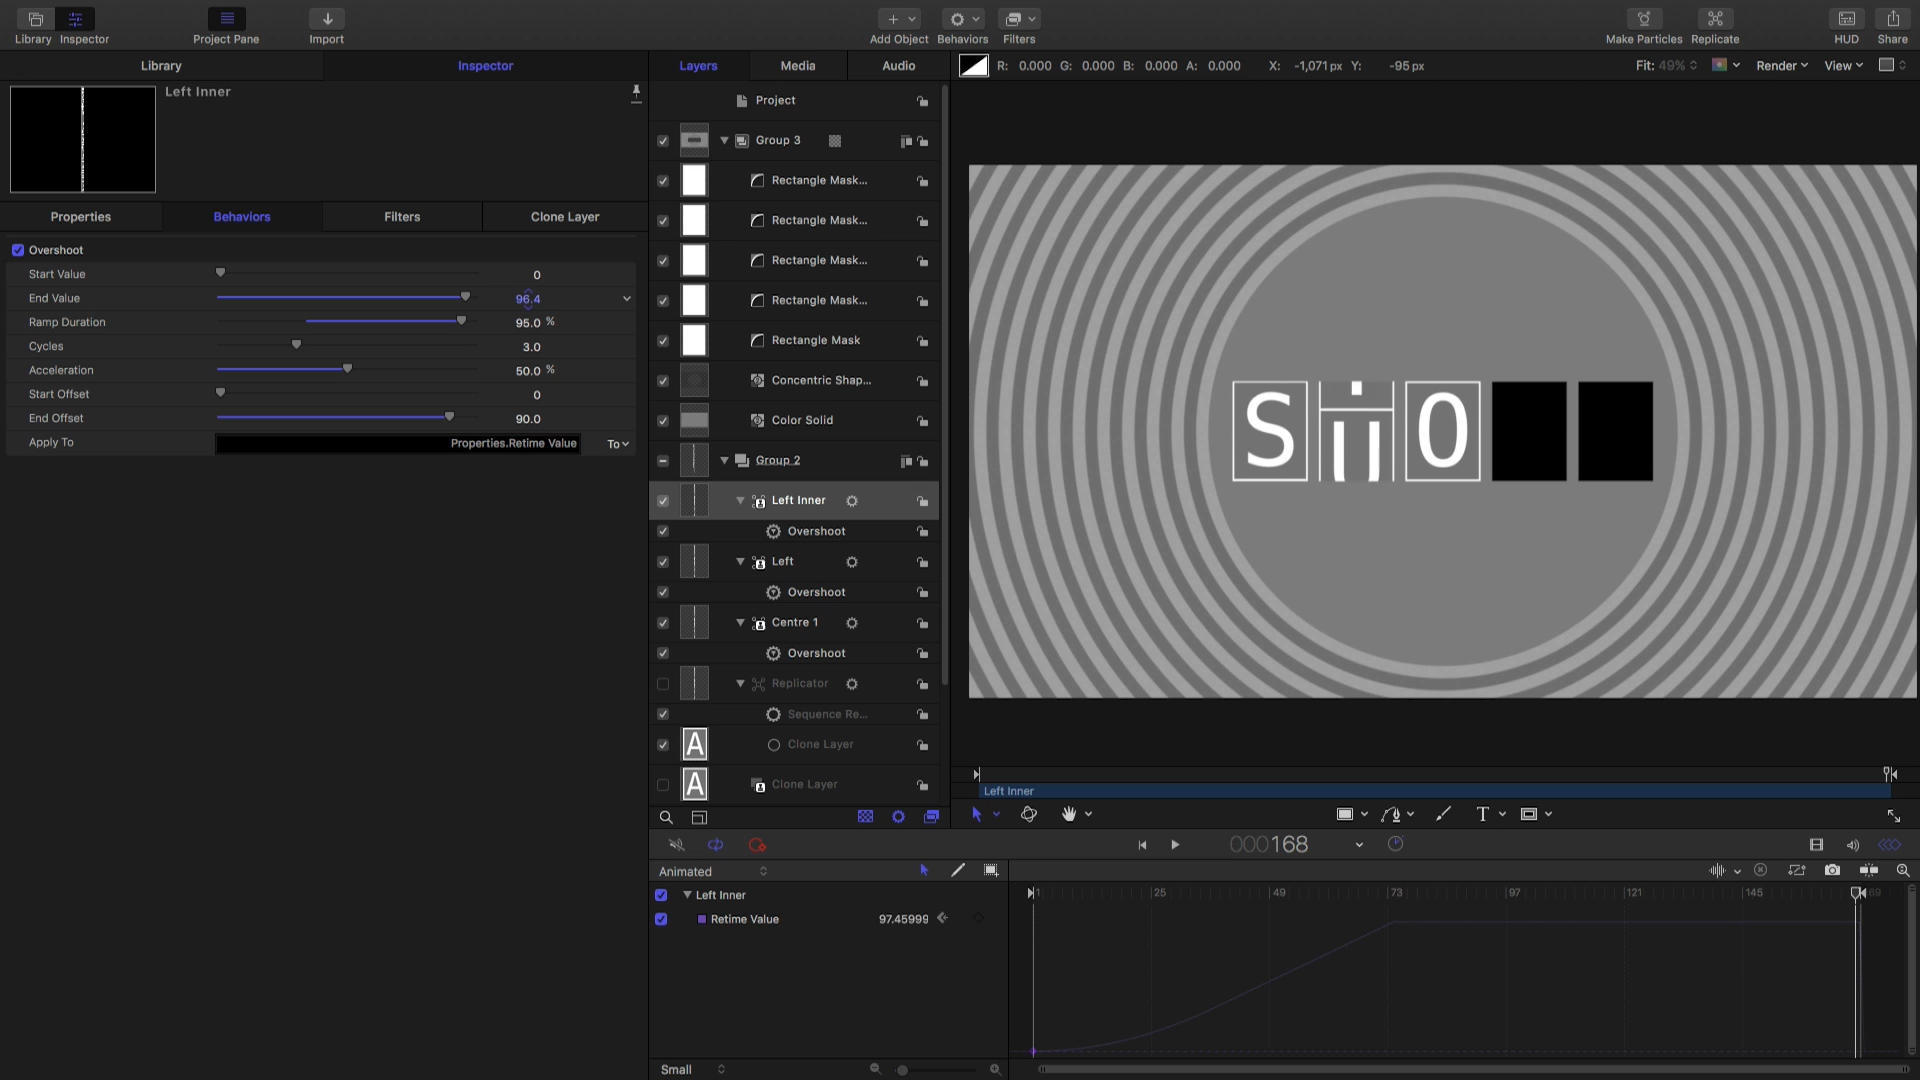 Library Inspector Project Pane Import Add Object Behaviors Filters Make Particles Replicate HUD Share
Library Inspector Layers Media Audio R: 0.000 G: 0.000 B: 0.000 A: 0.000 X: -1,071 px Y: -95 px Fit: 49% Render View
Left Inner
Properties Behaviors Filters Clone Layer
Overshoot
Start Value 0
End Value 96.4
Ramp Duration 95.0 %
Cycles 3.0
Acceleration 50.0 %
Start Offset 0
End Offset 90.0
Apply To Properties.Retime Value To
Project
Group 3
Rectangle Mask...
Rectangle Mask...
Rectangle Mask...
Rectangle Mask...
Rectangle Mask
Concentric Shap...
Color Solid
Group 2
Left Inner
Overshoot
Left
Overshoot
Centre 1
Overshoot
Replicator
Sequence Re...
A Clone Layer
A Clone Layer
S O
Left Inner
T
000168
Animated
Left Inner
Retime Value 97.45999
1 25 49 73 97 121 145
Small